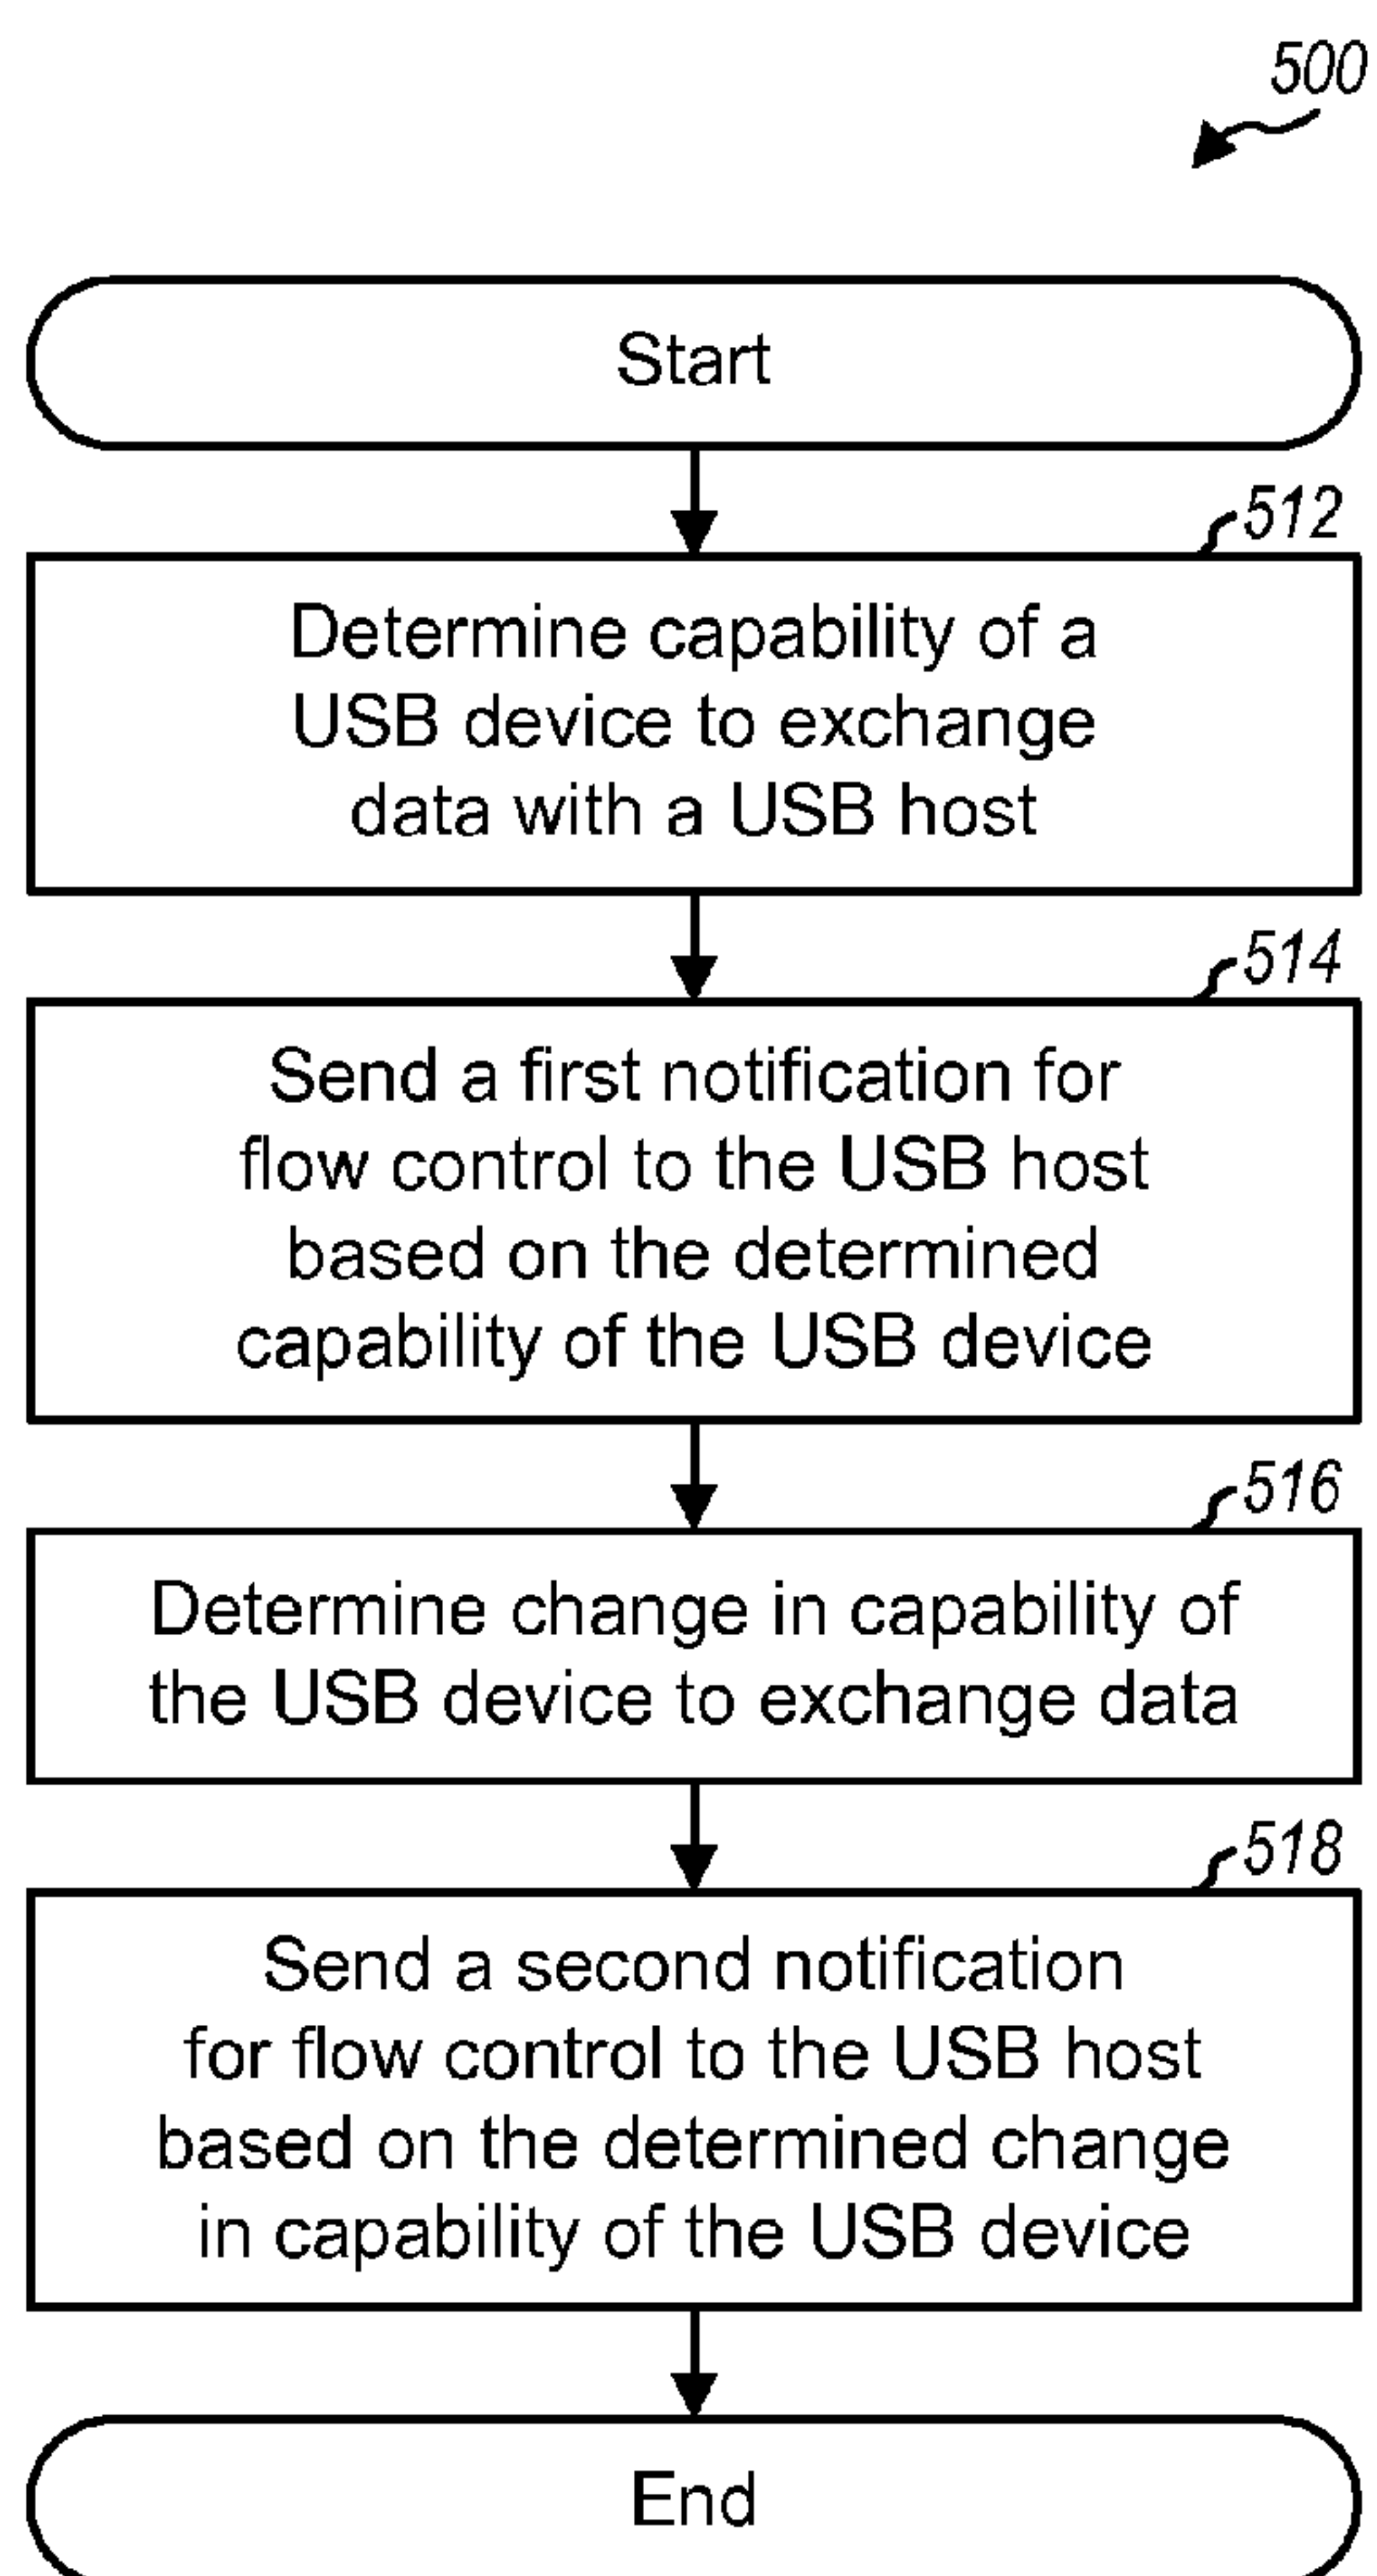 500
Start
512
Determine capability of a
USB device to exchange
data with a USB host
514
Send a first notification for
flow control to the USB host
based on the determined
capability of the USB device
516
Determine change in capability of
the USB device to exchange data
518
Send a second notification
for flow control to the USB host
based on the determined change
in capability of the USB device
End